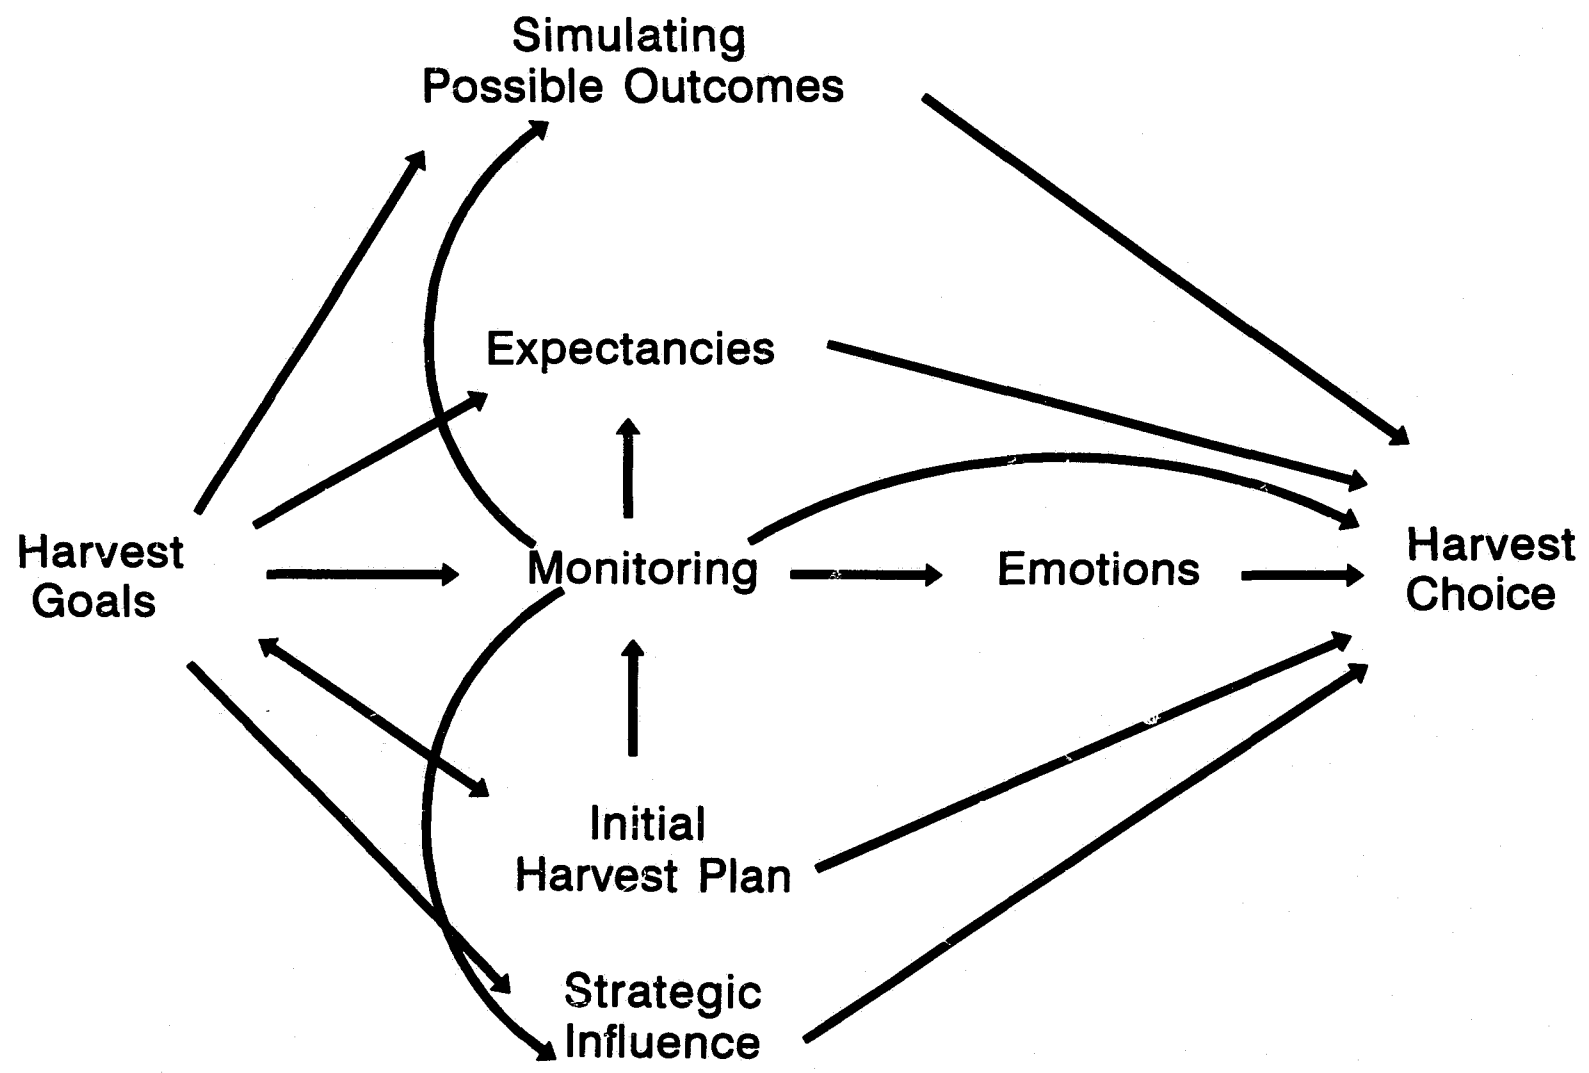 Simulating
Possible Outcomes
Expectancies
Harvest
Goals
Monitoring
Emotions
Harvest
Choice
Initial
Harvest Plan
Strategic
Influence